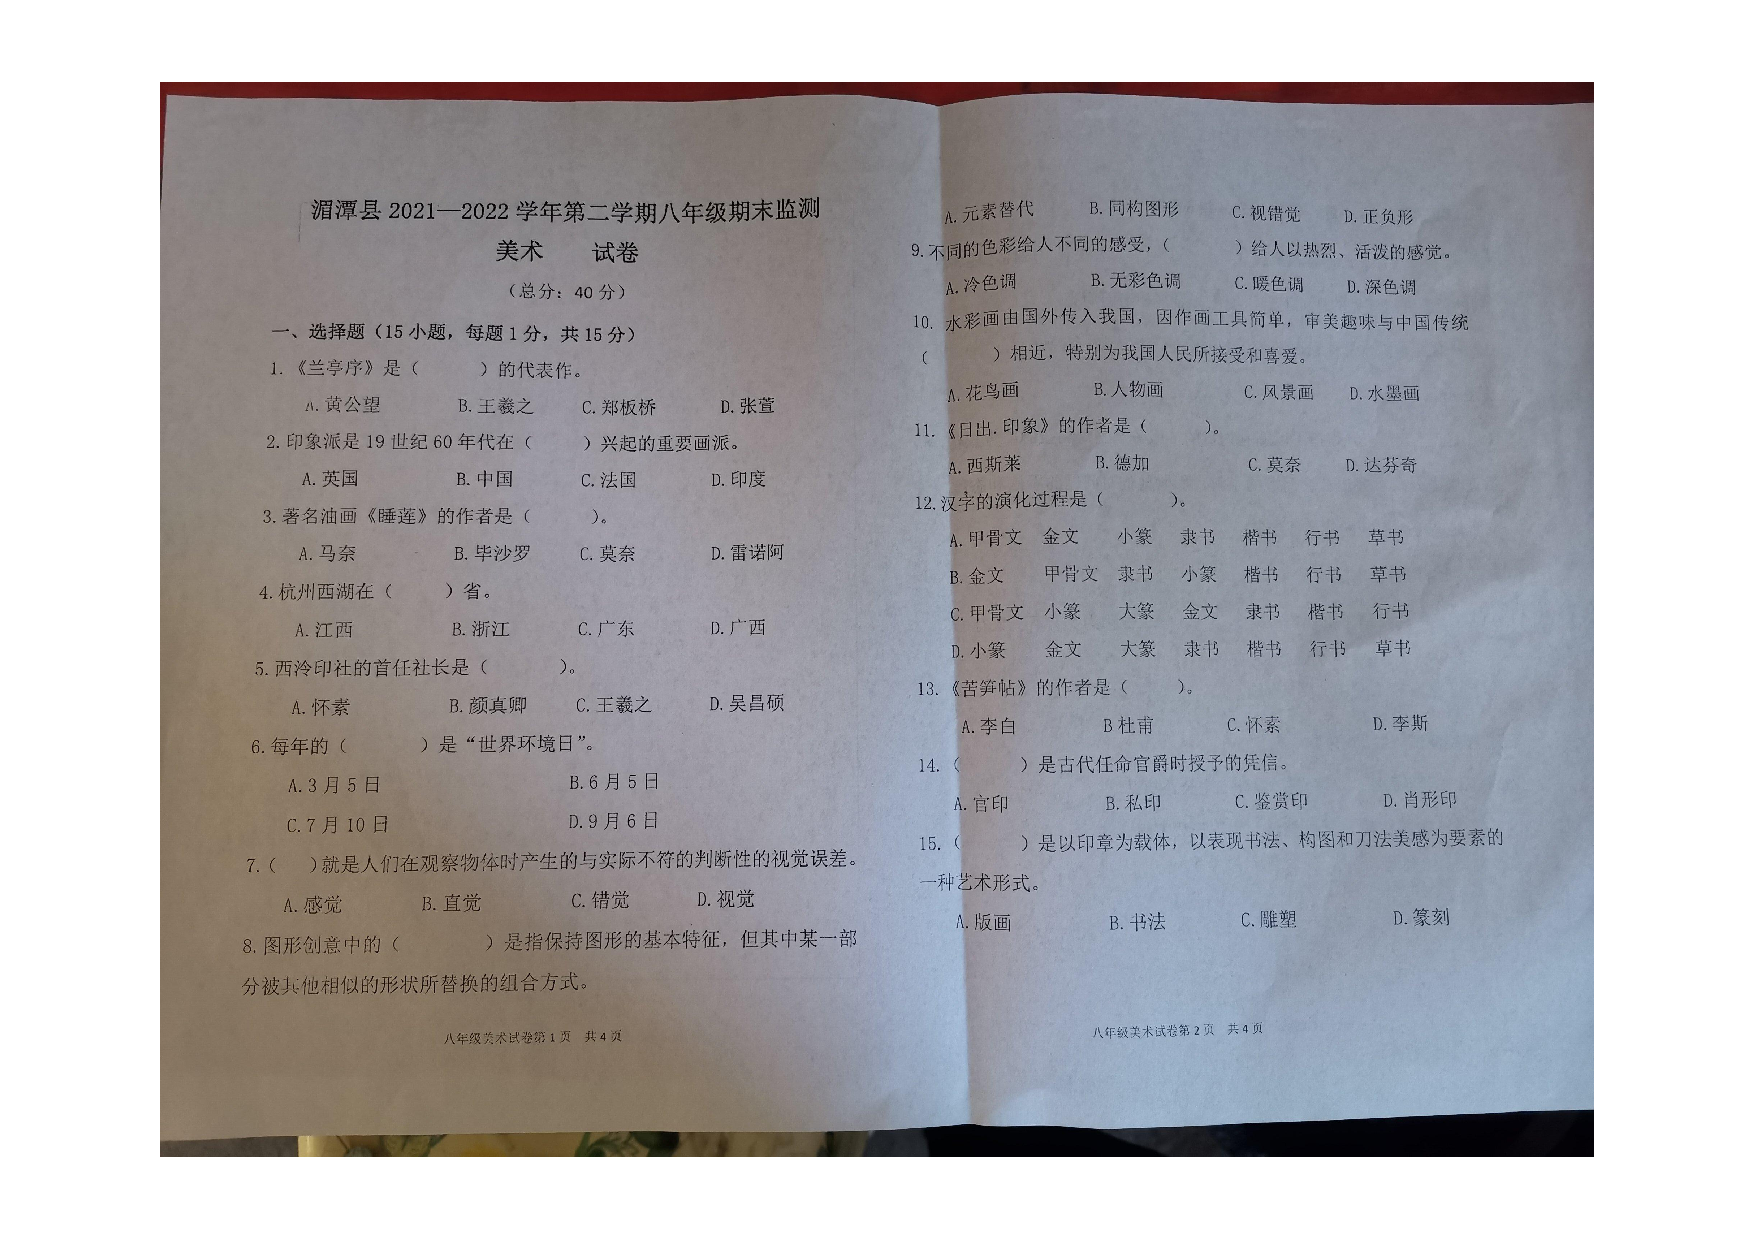 湄潭县 2021—2022 学年第二学期八年级期末监测
美术 试卷
（总分：40 分）
一、选择题（15 小题，每题 1 分，共 15 分）
1.《兰亭序》是（ ）的代表作。
A.黄公望 B.王羲之 C.郑板桥 D.张萱
2.印象派是 19 世纪 60 年代在（ ）兴起的重要画派。
A.英国 B.中国 C.法国 D.印度
3.著名油画《睡莲》的作者是（ ）。
A.马奈 B.毕沙罗 C.莫奈 D.雷诺阿
4.杭州西湖在（ ）省。
A.江西 B.浙江 C.广东 D.广西
5.西泠印社的首任社长是（ ）。
A.怀素 B.颜真卿 C.王羲之 D.吴昌硕
6.每年的（ ）是“世界环境日”。
A.3 月 5 日 B.6 月 5 日
C.7 月 10 日 D.9 月 6 日
7.（ ）就是人们在观察物体时产生的与实际不符的判断性的视觉误差。
A.感觉 B.直觉 C.错觉 D.视觉
8.图形创意中的（ ）是指保持图形的基本特征，但其中某一部
分被其他相似的形状所替换的组合方式。
八年级美术试卷第 1 页 共 4 页
A.元素替代 B.同构图形 C.视错觉 D.正负形
9.不同的色彩给人不同的感受，（ ）给人以热烈、活泼的感觉。
A.冷色调 B.无彩色调 C.暖色调 D.深色调
10. 水彩画由国外传入我国，因作画工具简单，审美趣味与中国传统
（ ）相近，特别为我国人民所接受和喜爱。
A.花鸟画 B.人物画 C.风景画 D.水墨画
11.《日出.印象》的作者是（ ）。
A.西斯莱 B.德加 C.莫奈 D.达芬奇
12.汉字的演化过程是（ ）。
A.甲骨文 金文 小篆 隶书 楷书 行书 草书
B.金文 甲骨文 隶书 小篆 楷书 行书 草书
C.甲骨文 小篆 大篆 金文 隶书 楷书 行书
D.小篆 金文 大篆 隶书 楷书 行书 草书
13.《苦笋帖》的作者是（ ）。
A.李白 B 杜甫 C.怀素 D.李斯
14.（ ）是古代任命官爵时授予的凭信。
A.官印 B.私印 C.鉴赏印 D.肖形印
15.（ ）是以印章为载体，以表现书法、构图和刀法美感为要素的
一种艺术形式。
A.版画 B.书法 C.雕塑 D.篆刻
八年级美术试卷第 2 页 共 4 页